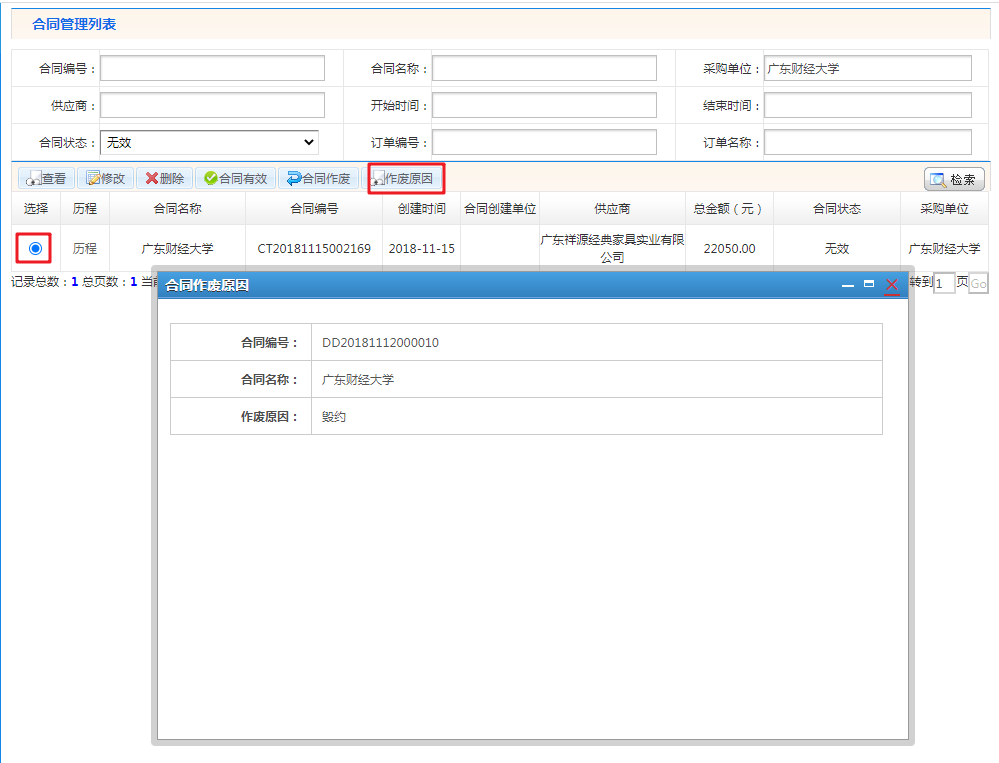 合同管理列表
合同编号： 合同名称： 采购单位： 广东财经大学
供应商： 开始时间： 结束时间：
合同状态： 无效 订单编号： 订单名称：
查看 修改 删除 合同有效 合同作废 作废原因 检索
选择 历程 合同名称 合同编号 创建时间 合同创建单位 供应商 总金额（元） 合同状态 采购单位
历程 广东财经大学 CT20181115002169 2018-11-15 广东祥源经典家具实业有限 22050.00 无效 广东财经大学
公司
记录总数：1 总页数：1 当 转到 1 页 Go
合同作废原因
合同编号： DD20181112000010
合同名称： 广东财经大学
作废原因： 毁约